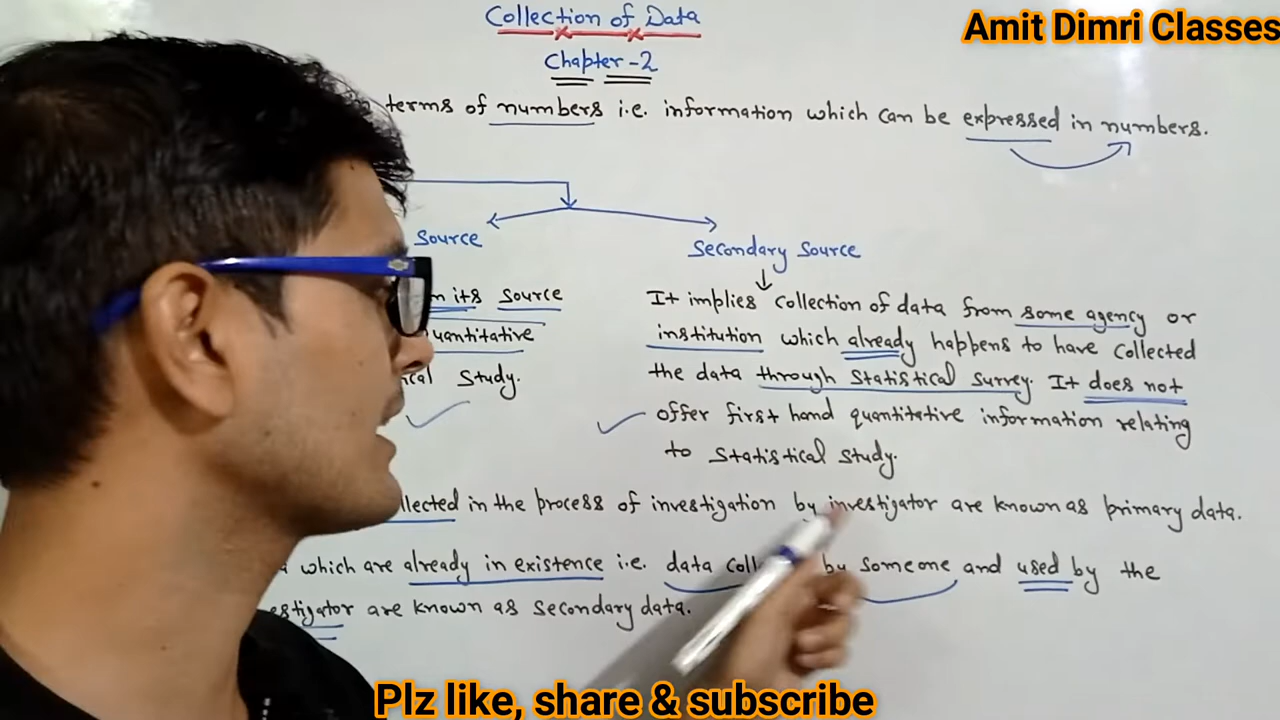 Collection of Data
Amit Dimri Classes
Chapter-2
terms of numbers i.e. information which can be expressed in numbers.
Source
Secondary Source
its source
It implies collection of data from some agency or
institution which already happens to have collected
the data through statistical survey. It does not
study.
offer first hand quantitative information relating
to statistical study.
in the process of investigation by investigator are known as primary data.
which are already in existence i.e. data by someone and used by the
are known as secondary data.
Plz like, share & subscribe